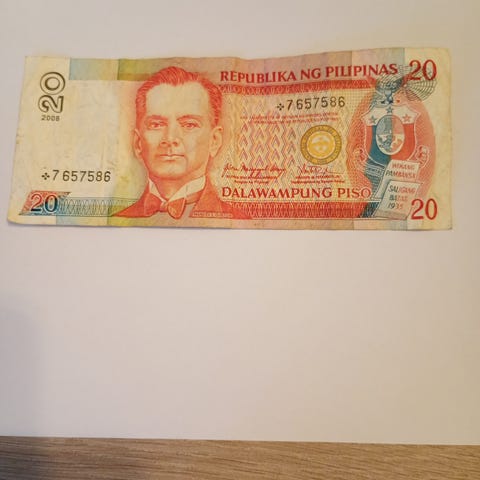 REPUBLIKA NG PILIPINAS 20
20
2008
*7657586
*7657586
WIKANG
PAMBANSA
SALIGANG
BATAS
1935
DALAWAMPUNG PISO
20
20